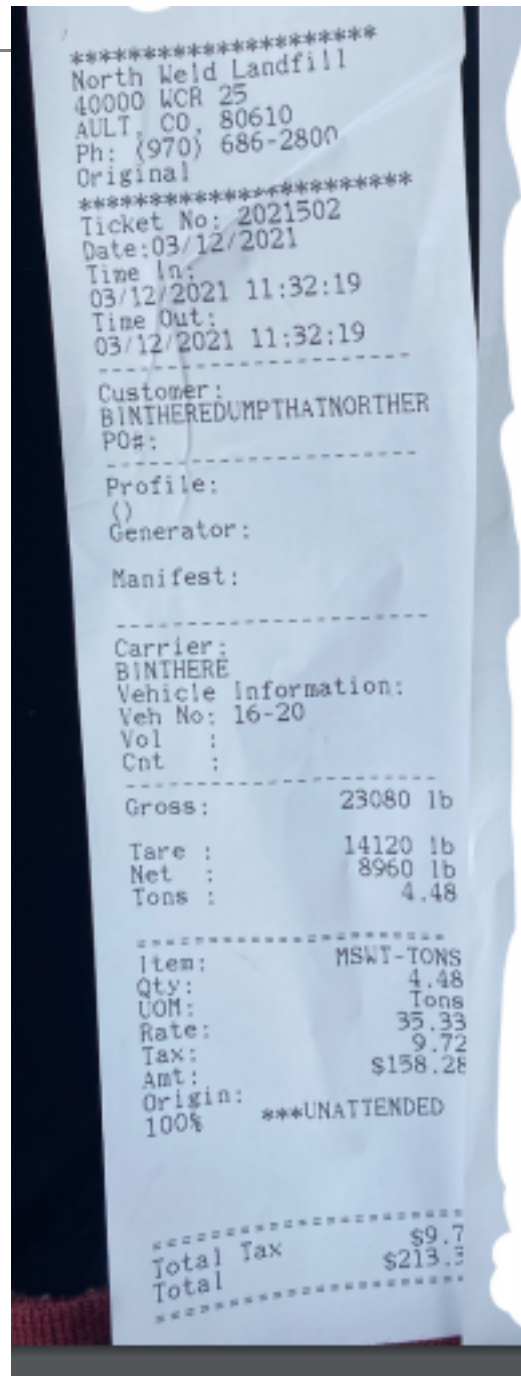 *********************
North Weld Landfill
40000 WCR 25
AULT, CO, 80610
Ph: (970) 686-2800
Original
***********************
Ticket No: 2021502
Date:03/12/2021
Time In:
03/12/2021 11:32:19
Time Out:
03/12/2021 11:32:19
-----------------------
Customer:
BINTHEREDUMPTHATNORTHER
PO#:
-----------------------
Profile:
()
Generator:
Manifest:
-----------------------
Carrier:
BINTHERE
Vehicle Information:
Veh No: 16-20
Vol :
Cnt :
-----------------------
Gross: 23080 lb
Tare : 14120 lb
Net : 8960 lb
Tons : 4.48
=======================
Item: MSWT-TONS
Qty: 4.48
UOM: Tons
Rate: 35.33
Tax: 9.72
Amt: $158.28
Origin:
100% ***UNATTENDED
=======================
Total Tax $9.7
Total $213.
=======================